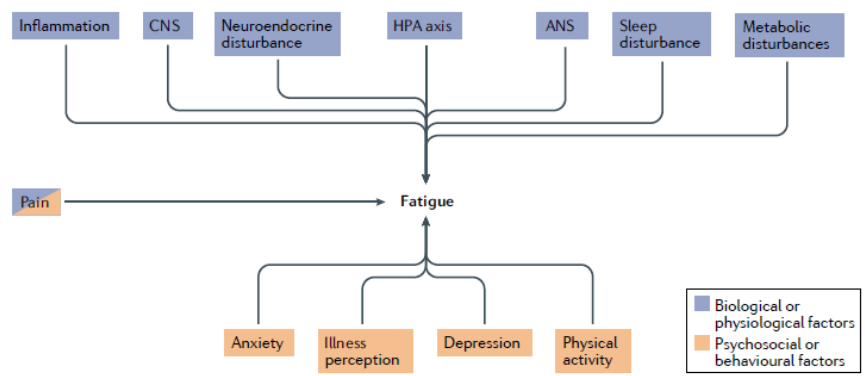 Inflammation
CNS
Neuroendocrine
disturbance
HPA axis
ANS
Sleep
disturbance
Metabolic
disturbances
Pain
Fatigue
Anxiety
Illness
perception
Depression
Physical
activity
Biological or
physiological factors
Psychosocial or
behavioural factors